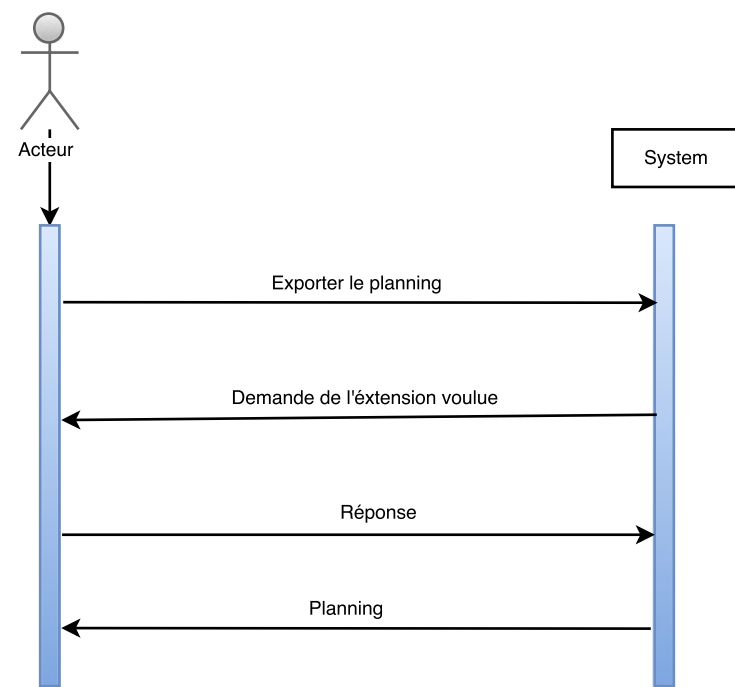 Acteur
System
Exporter le planning
Demande de l'éxtension voulue
Réponse
Planning